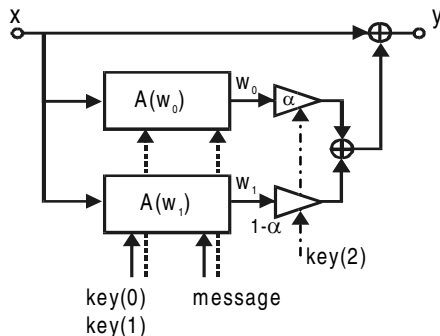 x y
A(w₀) w₀ α
A(w₁) w₁
1-α
key(2)
key(0) message
key(1)